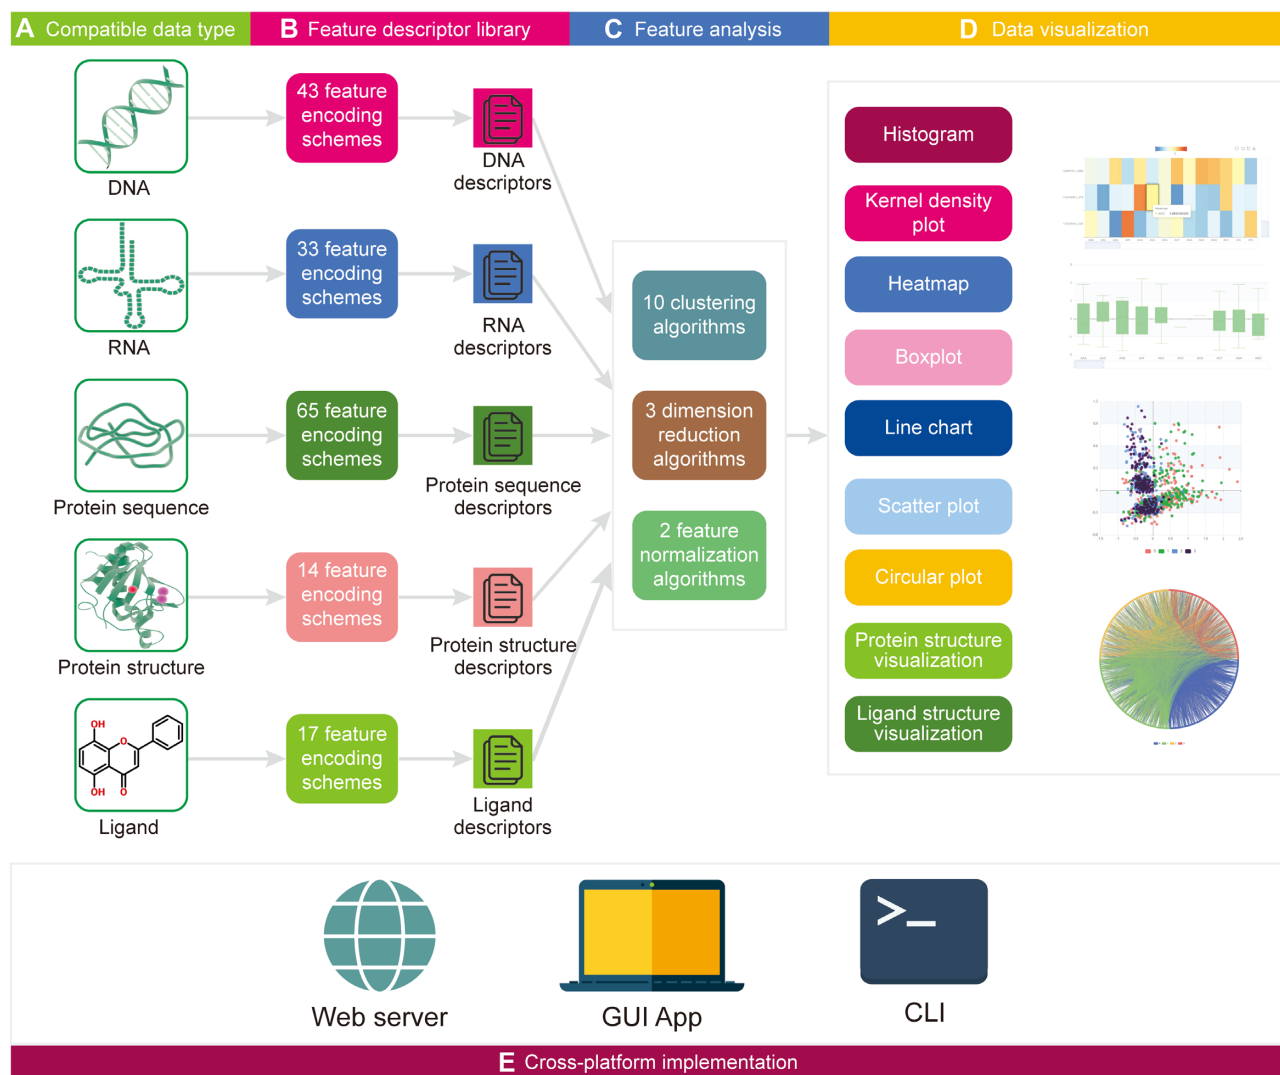 A Compatible data type
B Feature descriptor library
C Feature analysis
D Data visualization
DNA
43 feature
encoding
schemes
DNA
descriptors
RNA
33 feature
encoding
schemes
RNA
descriptors
Protein sequence
65 feature
encoding
schemes
Protein sequence
descriptors
Protein structure
14 feature
encoding
schemes
Protein structure
descriptors
OH
O
OH
O
Ligand
17 feature
encoding
schemes
Ligand
descriptors
10 clustering
algorithms
3 dimension
reduction
algorithms
2 feature
normalization
algorithms
Histogram
Kernel density
plot
Heatmap
Boxplot
Line chart
Scatter plot
Circular plot
Protein structure
visualization
Ligand structure
visualization
>_
Web server
GUI App
CLI
E Cross-platform implementation